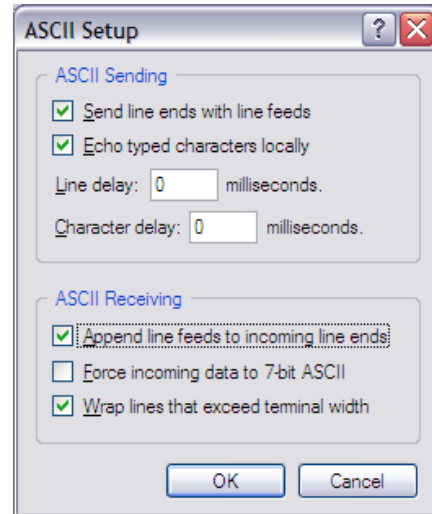 ASCII Setup
ASCII Sending
Send line ends with line feeds
Echo typed characters locally
Line delay: 0 milliseconds.
Character delay: 0 milliseconds.
ASCII Receiving
Append line feeds to incoming line ends
Force incoming data to 7-bit ASCII
Wrap lines that exceed terminal width
OK Cancel